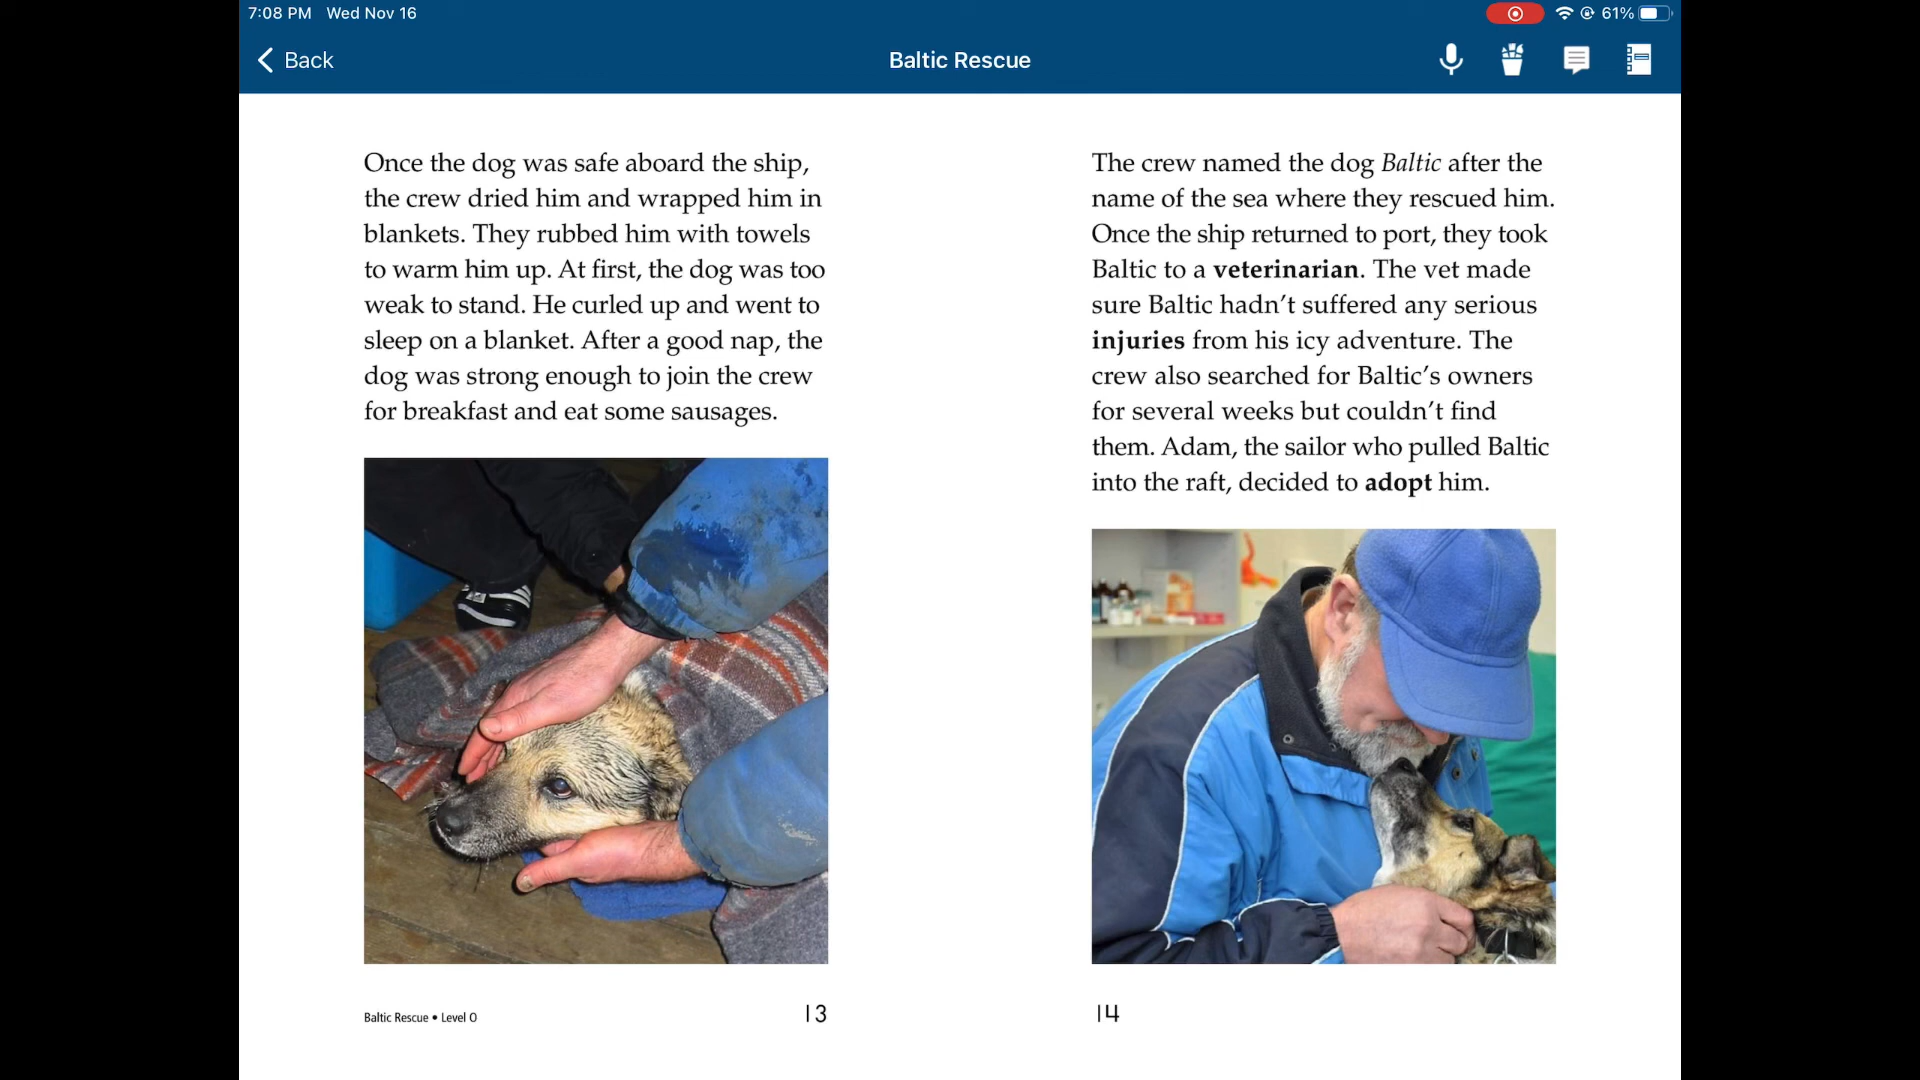 7:08 PM Wed Nov 16
61%
Back
Baltic Rescue
Once the dog was safe aboard the ship,
the crew dried him and wrapped him in
blankets. They rubbed him with towels
to warm him up. At first, the dog was too
weak to stand. He curled up and went to
sleep on a blanket. After a good nap, the
dog was strong enough to join the crew
for breakfast and eat some sausages.
Baltic Rescue • Level O
13
The crew named the dog Baltic after the
name of the sea where they rescued him.
Once the ship returned to port, they took
Baltic to a veterinarian. The vet made
sure Baltic hadn’t suffered any serious
injuries from his icy adventure. The
crew also searched for Baltic’s owners
for several weeks but couldn’t find
them. Adam, the sailor who pulled Baltic
into the raft, decided to adopt him.
14